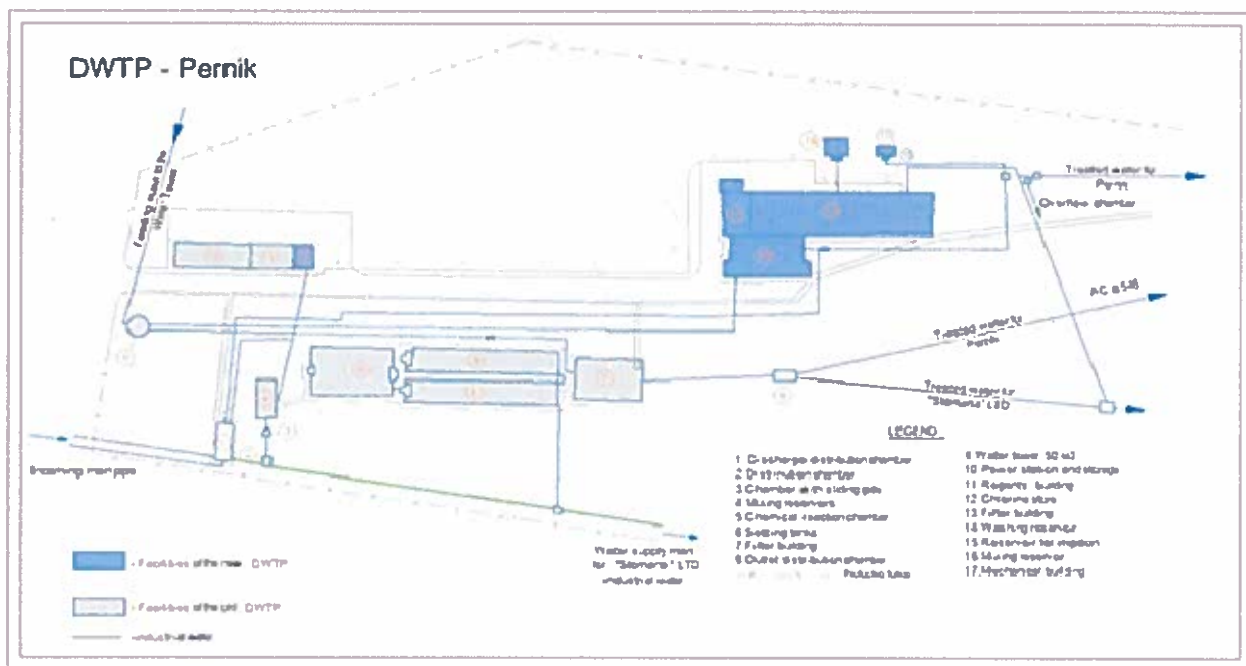 DWTP - Pernik
Feeding
Treated water for
Overflow chamber
AC ø 546
Treated water for
Pernik
Treated water for
"Stomana" LTD
Incoming main pipe
Water supply main
for "Stomana" LTD
industrial water
LEGEND
1 Discharge distribution chamber
2 Distribution chamber
3 Chamber with sliding gate
4 Mixing reservoirs
5 Chemical reaction chamber
6 Settling tanks
7 Filter building
8 Outlet distribution chamber
9 Water tower 50 m3
10 Power station and storage
11 Reagents building
12 Chlorine store
13 Filter building
14 Washing reservoir
15 Reservoir for irrigation
16 Mixing reservoir
17 Mechanical building
- Facilities of the new DWTP
- Facilities of the old DWTP
- industrial water